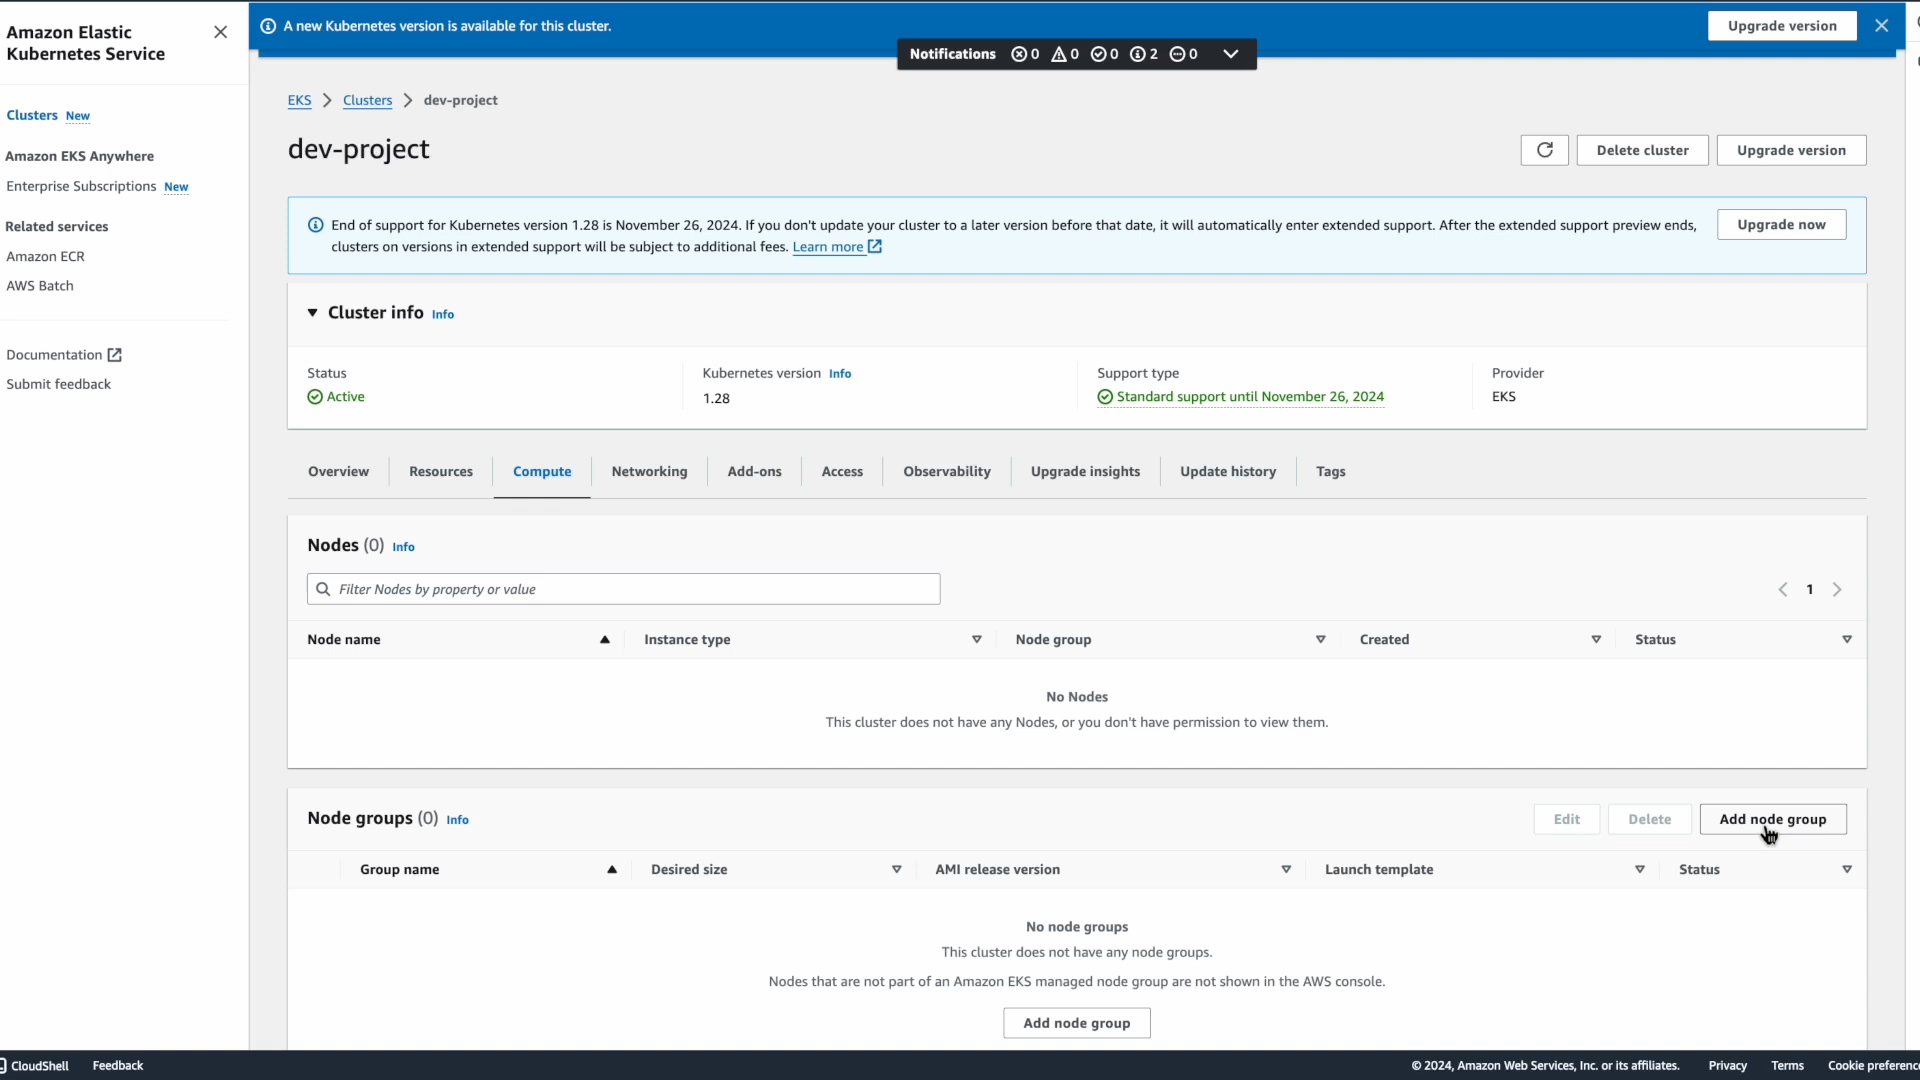 Amazon Elastic
Kubernetes Service
Clusters New
Amazon EKS Anywhere
Enterprise Subscriptions New
Related services
Amazon ECR
AWS Batch
Documentation
Submit feedback
A new Kubernetes version is available for this cluster.
Upgrade version
Notifications 0 0 0 2 0
EKS > Clusters > dev-project
dev-project
Delete cluster
Upgrade version
End of support for Kubernetes version 1.28 is November 26, 2024. If you don't update your cluster to a later version before that date, it will automatically enter extended support. After the extended support preview ends,
clusters on versions in extended support will be subject to additional fees. Learn more
Upgrade now
Cluster info Info
Status
Active
Kubernetes version Info
1.28
Support type
Standard support until November 26, 2024
Provider
EKS
Overview Resources Compute Networking Add-ons Access Observability Upgrade insights Update history Tags
Nodes (0) Info
Filter Nodes by property or value
1
Node name Instance type Node group Created Status
No Nodes
This cluster does not have any Nodes, or you don't have permission to view them.
Node groups (0) Info
Edit Delete Add node group
Group name Desired size AMI release version Launch template Status
No node groups
This cluster does not have any node groups.
Nodes that are not part of an Amazon EKS managed node group are not shown in the AWS console.
Add node group
CloudShell Feedback
© 2024, Amazon Web Services, Inc. or its affiliates. Privacy Terms Cookie preference